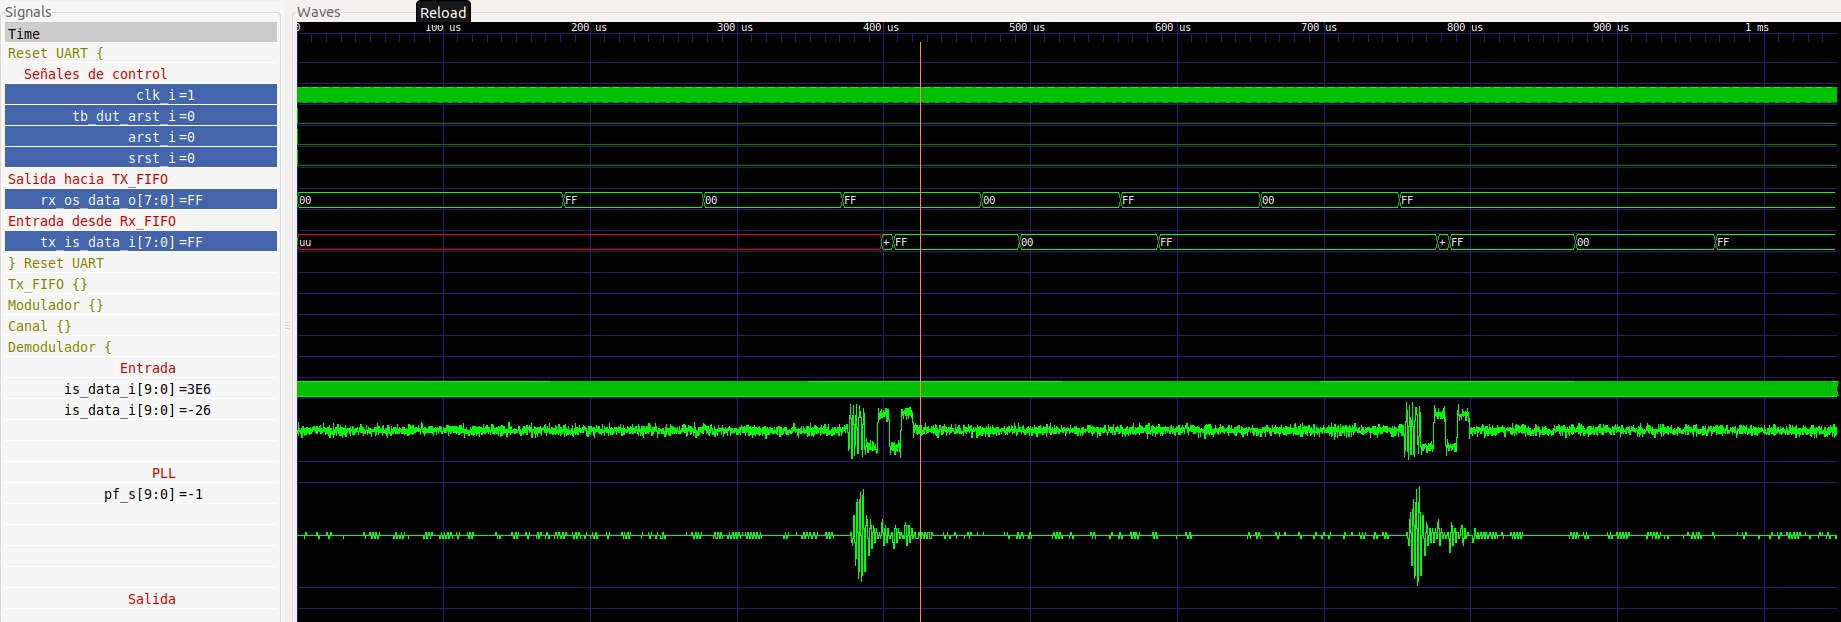 Signals
Waves
Reload
Time
0 100 us 200 us 300 us 400 us 500 us 600 us 700 us 800 us 900 us 1 ms
Reset UART {
Señales de control
clk_i=1
tb_dut_arst_i=0
arst_i=0
srst_i=0
Salida hacia TX_FIFO
rx_os_data_o[7:0]=FF
00 FF 00 FF 00 FF 00 FF
Entrada desde Rx_FIFO
tx_is_data_i[7:0]=FF
uu + FF 00 FF + FF 00 FF
} Reset UART
Tx_FIFO {}
Modulador {}
Canal {}
Demodulador {
Entrada
is_data_i[9:0]=3E6
is_data_i[9:0]=-26
PLL
pf_s[9:0]=-1
Salida